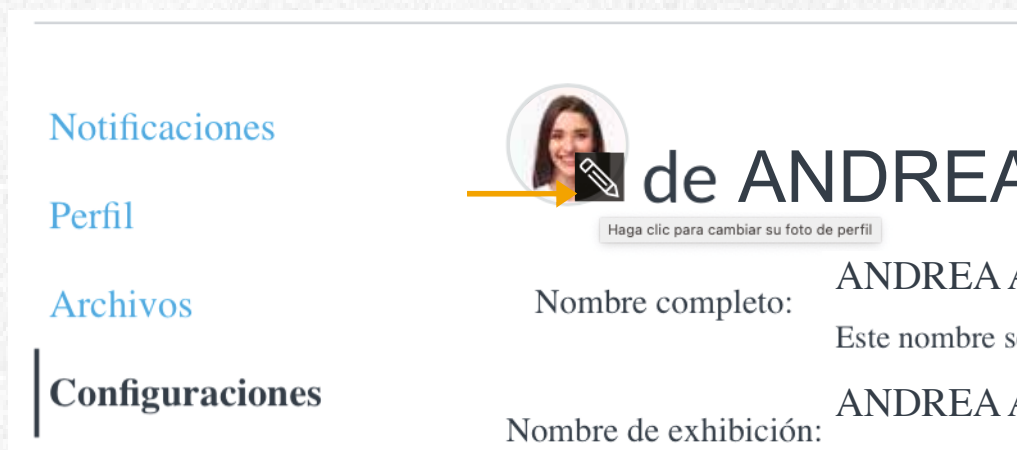 Notificaciones
Perfil
Archivos
Configuraciones
de ANDREA
Haga clic para cambiar su foto de perfil
Nombre completo:
ANDREA A
Este nombre s
Nombre de exhibición:
ANDREA A